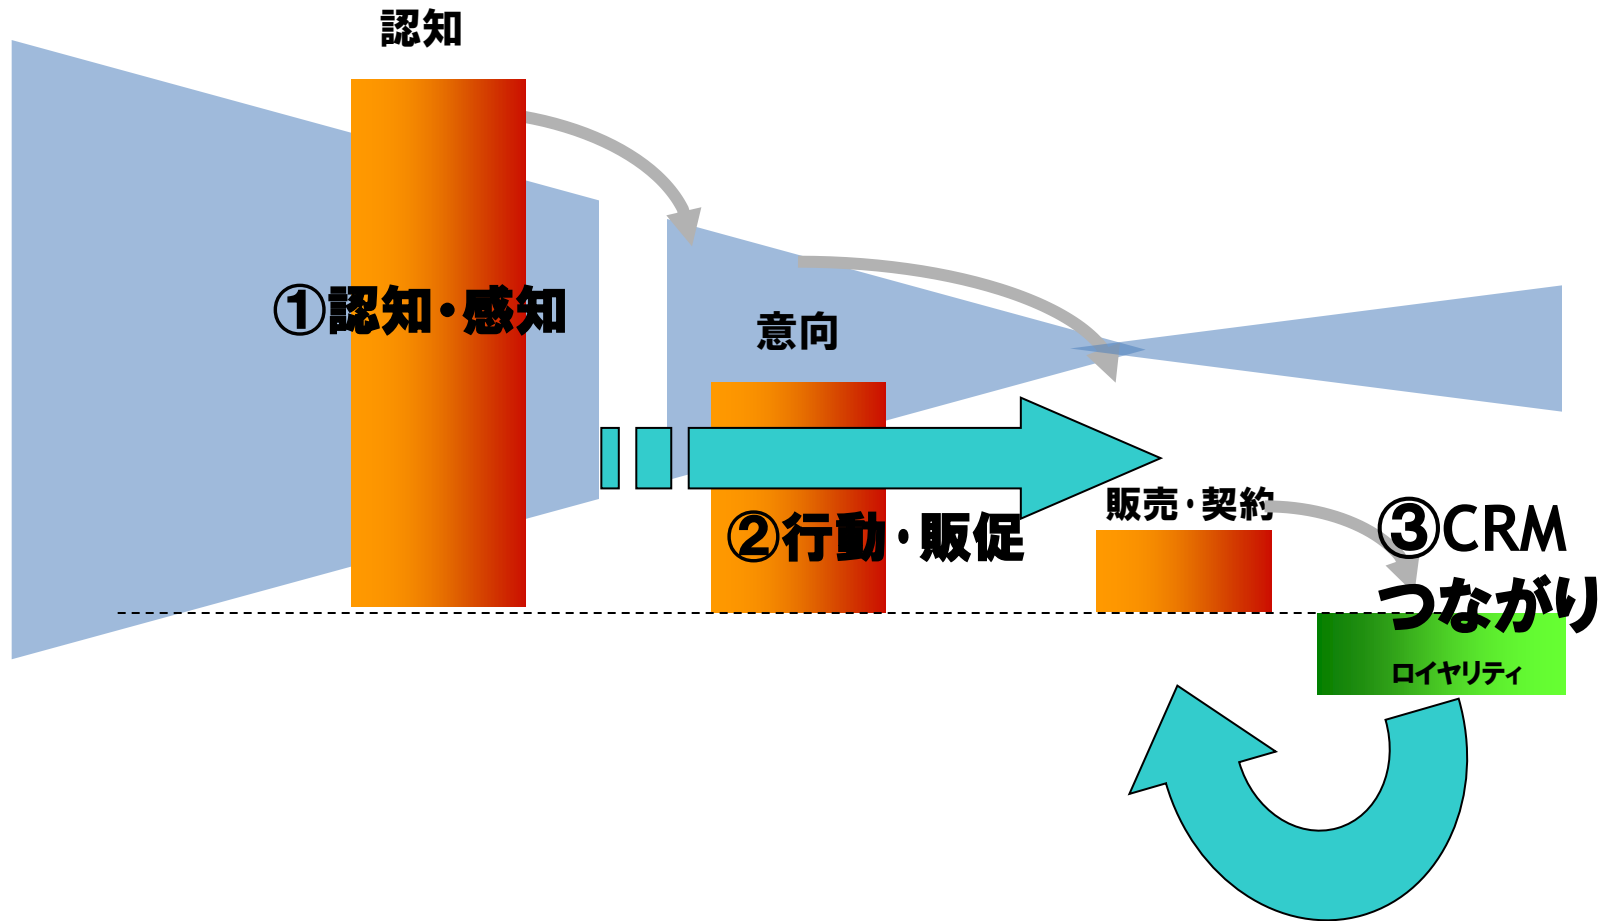 認知
①認知・感知
意向
②行動・販促
販売・契約
③CRM
つながり
ロイヤリティ